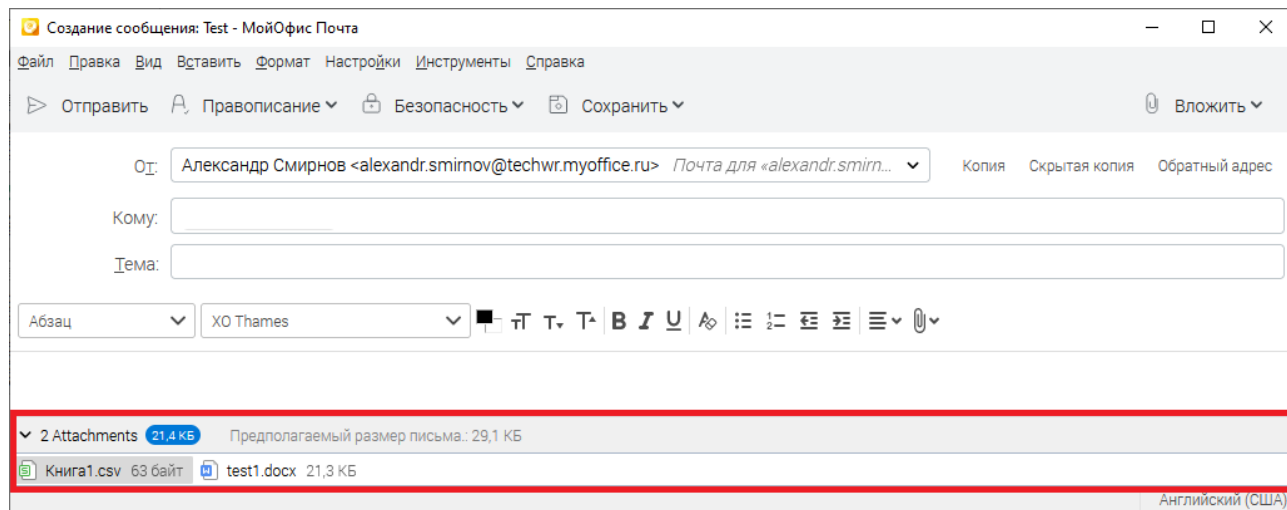 Создание сообщения: Test - МойОфис Почта
Файл Правка Вид Вставить Формат Настройки Инструменты Справка
Отправить Правописание Безопасность Сохранить Вложить
От: Александр Смирнов <alexandr.smirnov@techwr.myoffice.ru> Почта для «alexandr.smirn... Копия Скрытая копия Обратный адрес
Кому:
Тема:
Абзац XO Thames
2 Attachments 21,4 КБ Предполагаемый размер письма.: 29,1 КБ
Книга1.csv 63 байт test1.docx 21,3 КБ
Английский (США)